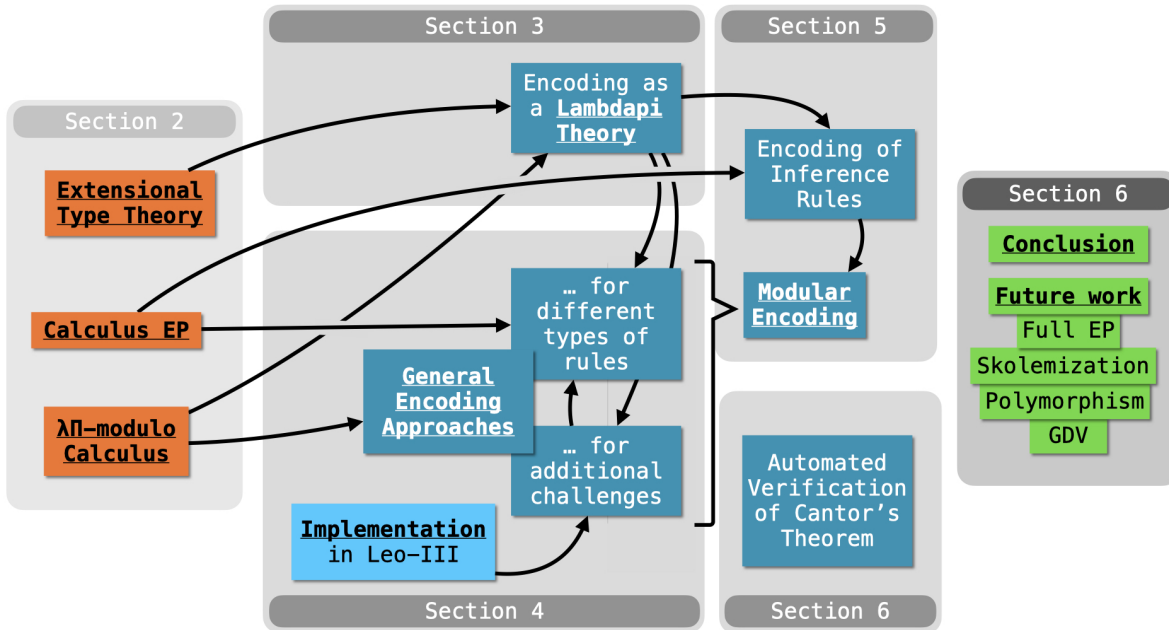 Section 2
Extensional
Type Theory
Calculus EP
λΠ-modulo
Calculus
Section 3
Encoding as
a Lambdapi
Theory
… for
different
types of
rules
General
Encoding
Approaches
… for
additional
challenges
Implementation
in Leo-III
Section 4
Section 5
Encoding of
Inference
Rules
Modular
Encoding
Automated
Verification
of Cantor’s
Theorem
Section 6
Section 6
Conclusion
Future work
Full EP
Skolemization
Polymorphism
GDV